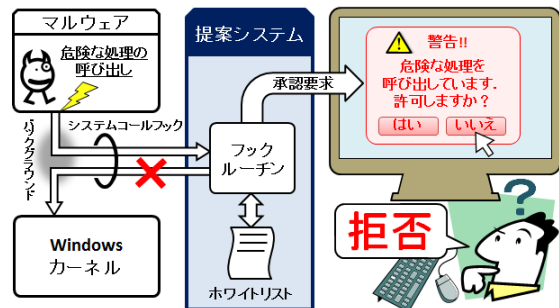 マルウェア
危険な処理の
呼び出し
バックグラウンド
システムコールフック
Windows
カーネル
提案システム
フック
ルーチン
ホワイトリスト
承認要求
警告!!
危険な処理を
呼び出しています.
許可しますか？
はい
いいえ
拒否
?